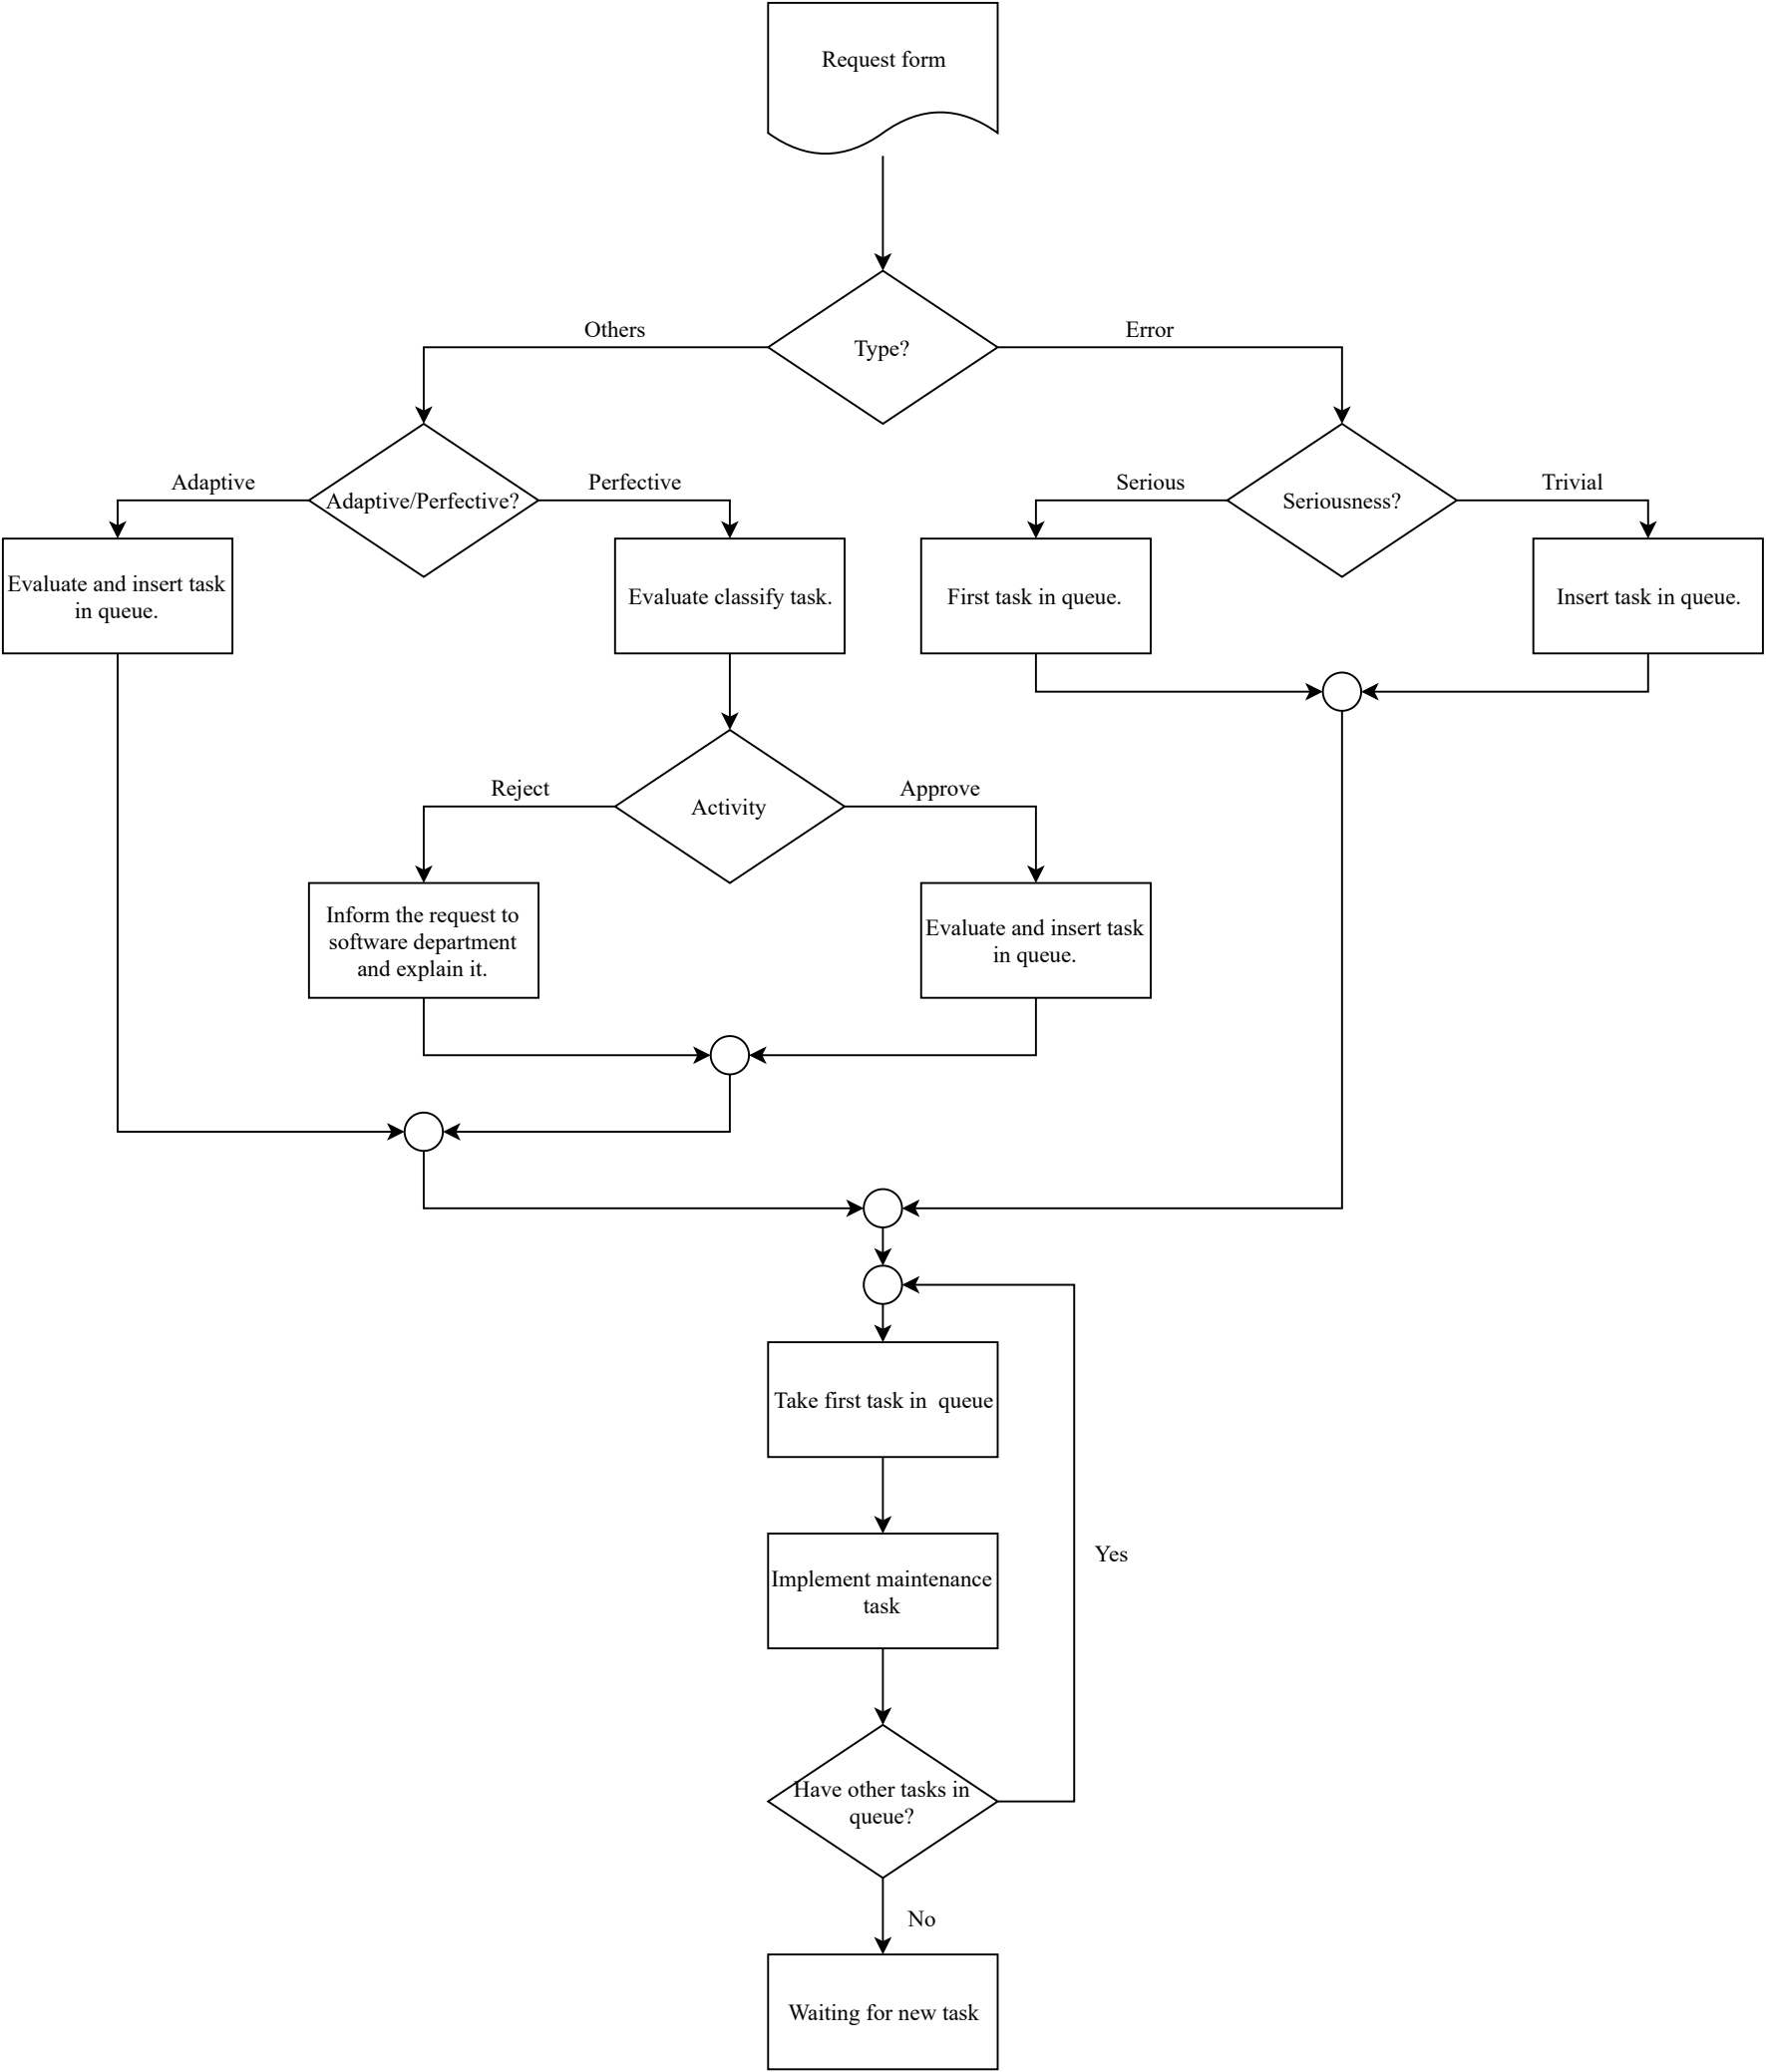 Request form
Others
Error
Type?
Adaptive
Adaptive/Perfective?
Perfective
Serious
Seriousness?
Trivial
Evaluate and insert task
in queue.
Evaluate classify task.
First task in queue.
Insert task in queue.
Reject
Activity
Approve
Inform the request to
software department
and explain it.
Evaluate and insert task
in queue.
Take first task in  queue
Implement maintenance
task
Yes
Have other tasks in
queue?
No
Waiting for new task